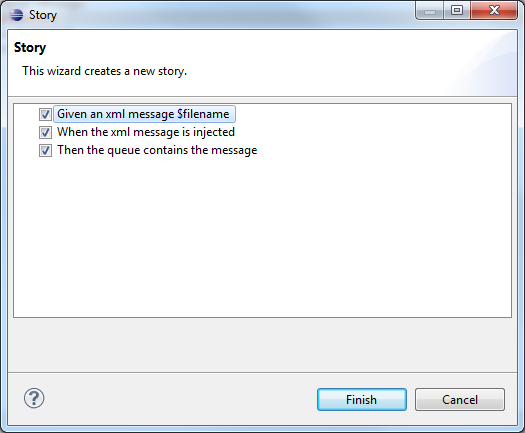 Story
Story
This wizard creates a new story.
Given an xml message $filename
When the xml message is injected
Then the queue contains the message
?
Finish
Cancel